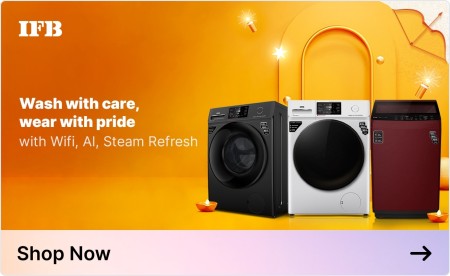 IFB
Wash with care,
wear with pride
with Wifi, AI, Steam Refresh
Shop Now